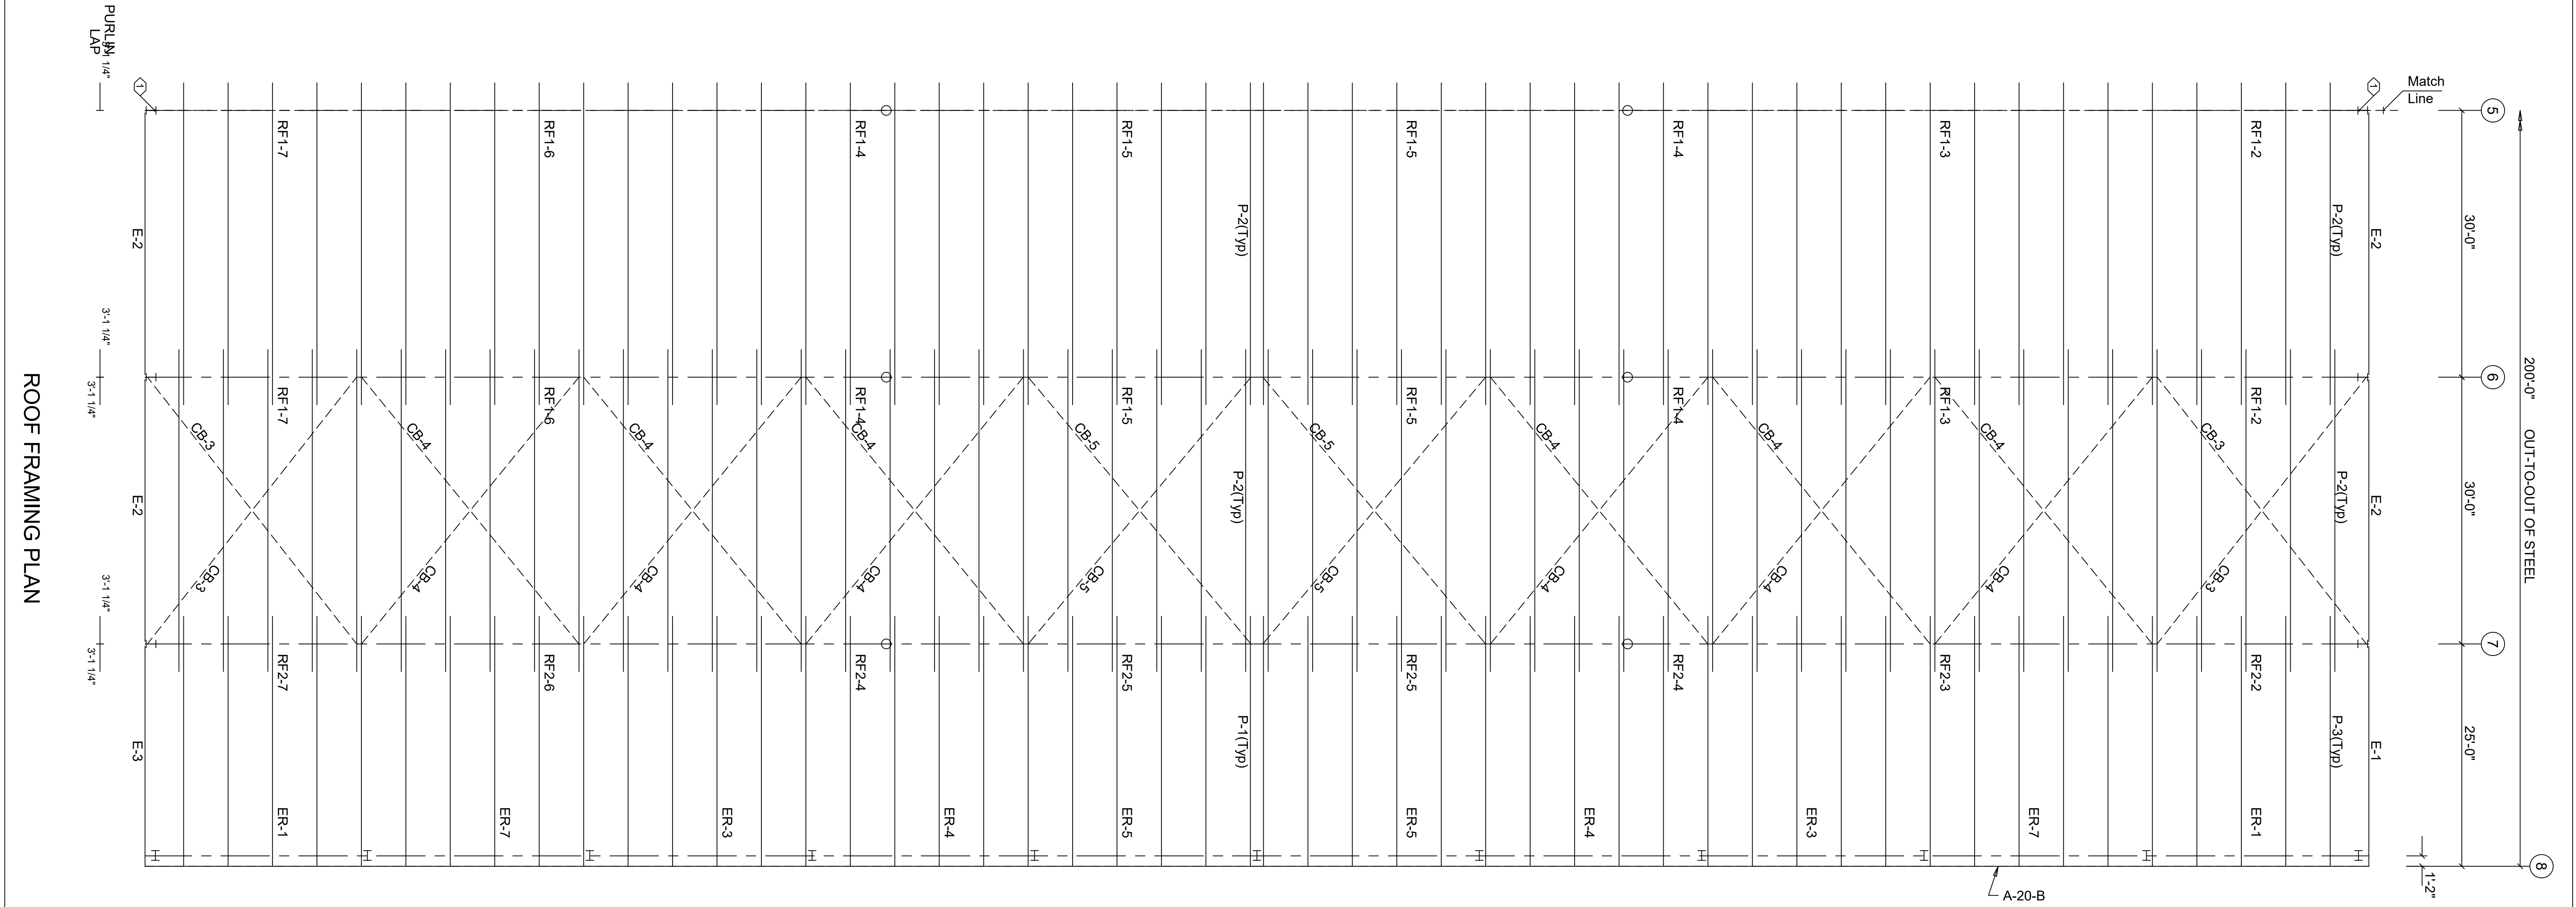 200'-0" OUT-TO-OUT OF STEEL
5
6
7
8
30'-0"
30'-0"
25'-0"
1'-2"
Match
Line
1
1
E-2
E-2
E-1
P-2(Typ)
P-2(Typ)
P-3(Typ)
RF1-2
RF1-3
RF1-4
RF1-5
RF1-5
RF1-4
RF1-6
RF1-7
P-2(Typ)
RF1-2
RF1-3
RF1-4
RF1-5
RF1-5
RF1-4
RF1-6
RF1-7
CB-3
CB-4
CB-4
CB-4
CB-5
CB-5
CB-4
CB-4
CB-4
CB-3
P-2(Typ)
CB-3
CB-4
CB-4
CB-4
CB-5
CB-5
CB-4
CB-4
CB-4
CB-3
RF2-2
RF2-3
RF2-4
RF2-5
RF2-5
RF2-4
RF2-6
RF2-7
P-1(Typ)
ER-1
ER-7
ER-3
ER-4
ER-5
ER-5
ER-4
ER-3
ER-7
ER-1
A-20-B
E-2
E-2
E-3
PURLIN
LAP
3'-1 1/4"
3'-1 1/4"
3'-1 1/4"
3'-1 1/4"
3'-1 1/4"
ROOF FRAMING PLAN